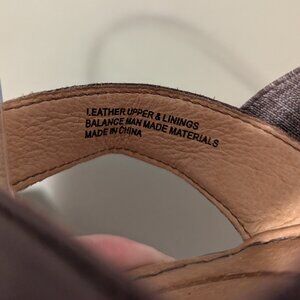 LEATHER UPPER & LININGS
BALANCE MAN MADE MATERIALS
MADE IN CHINA